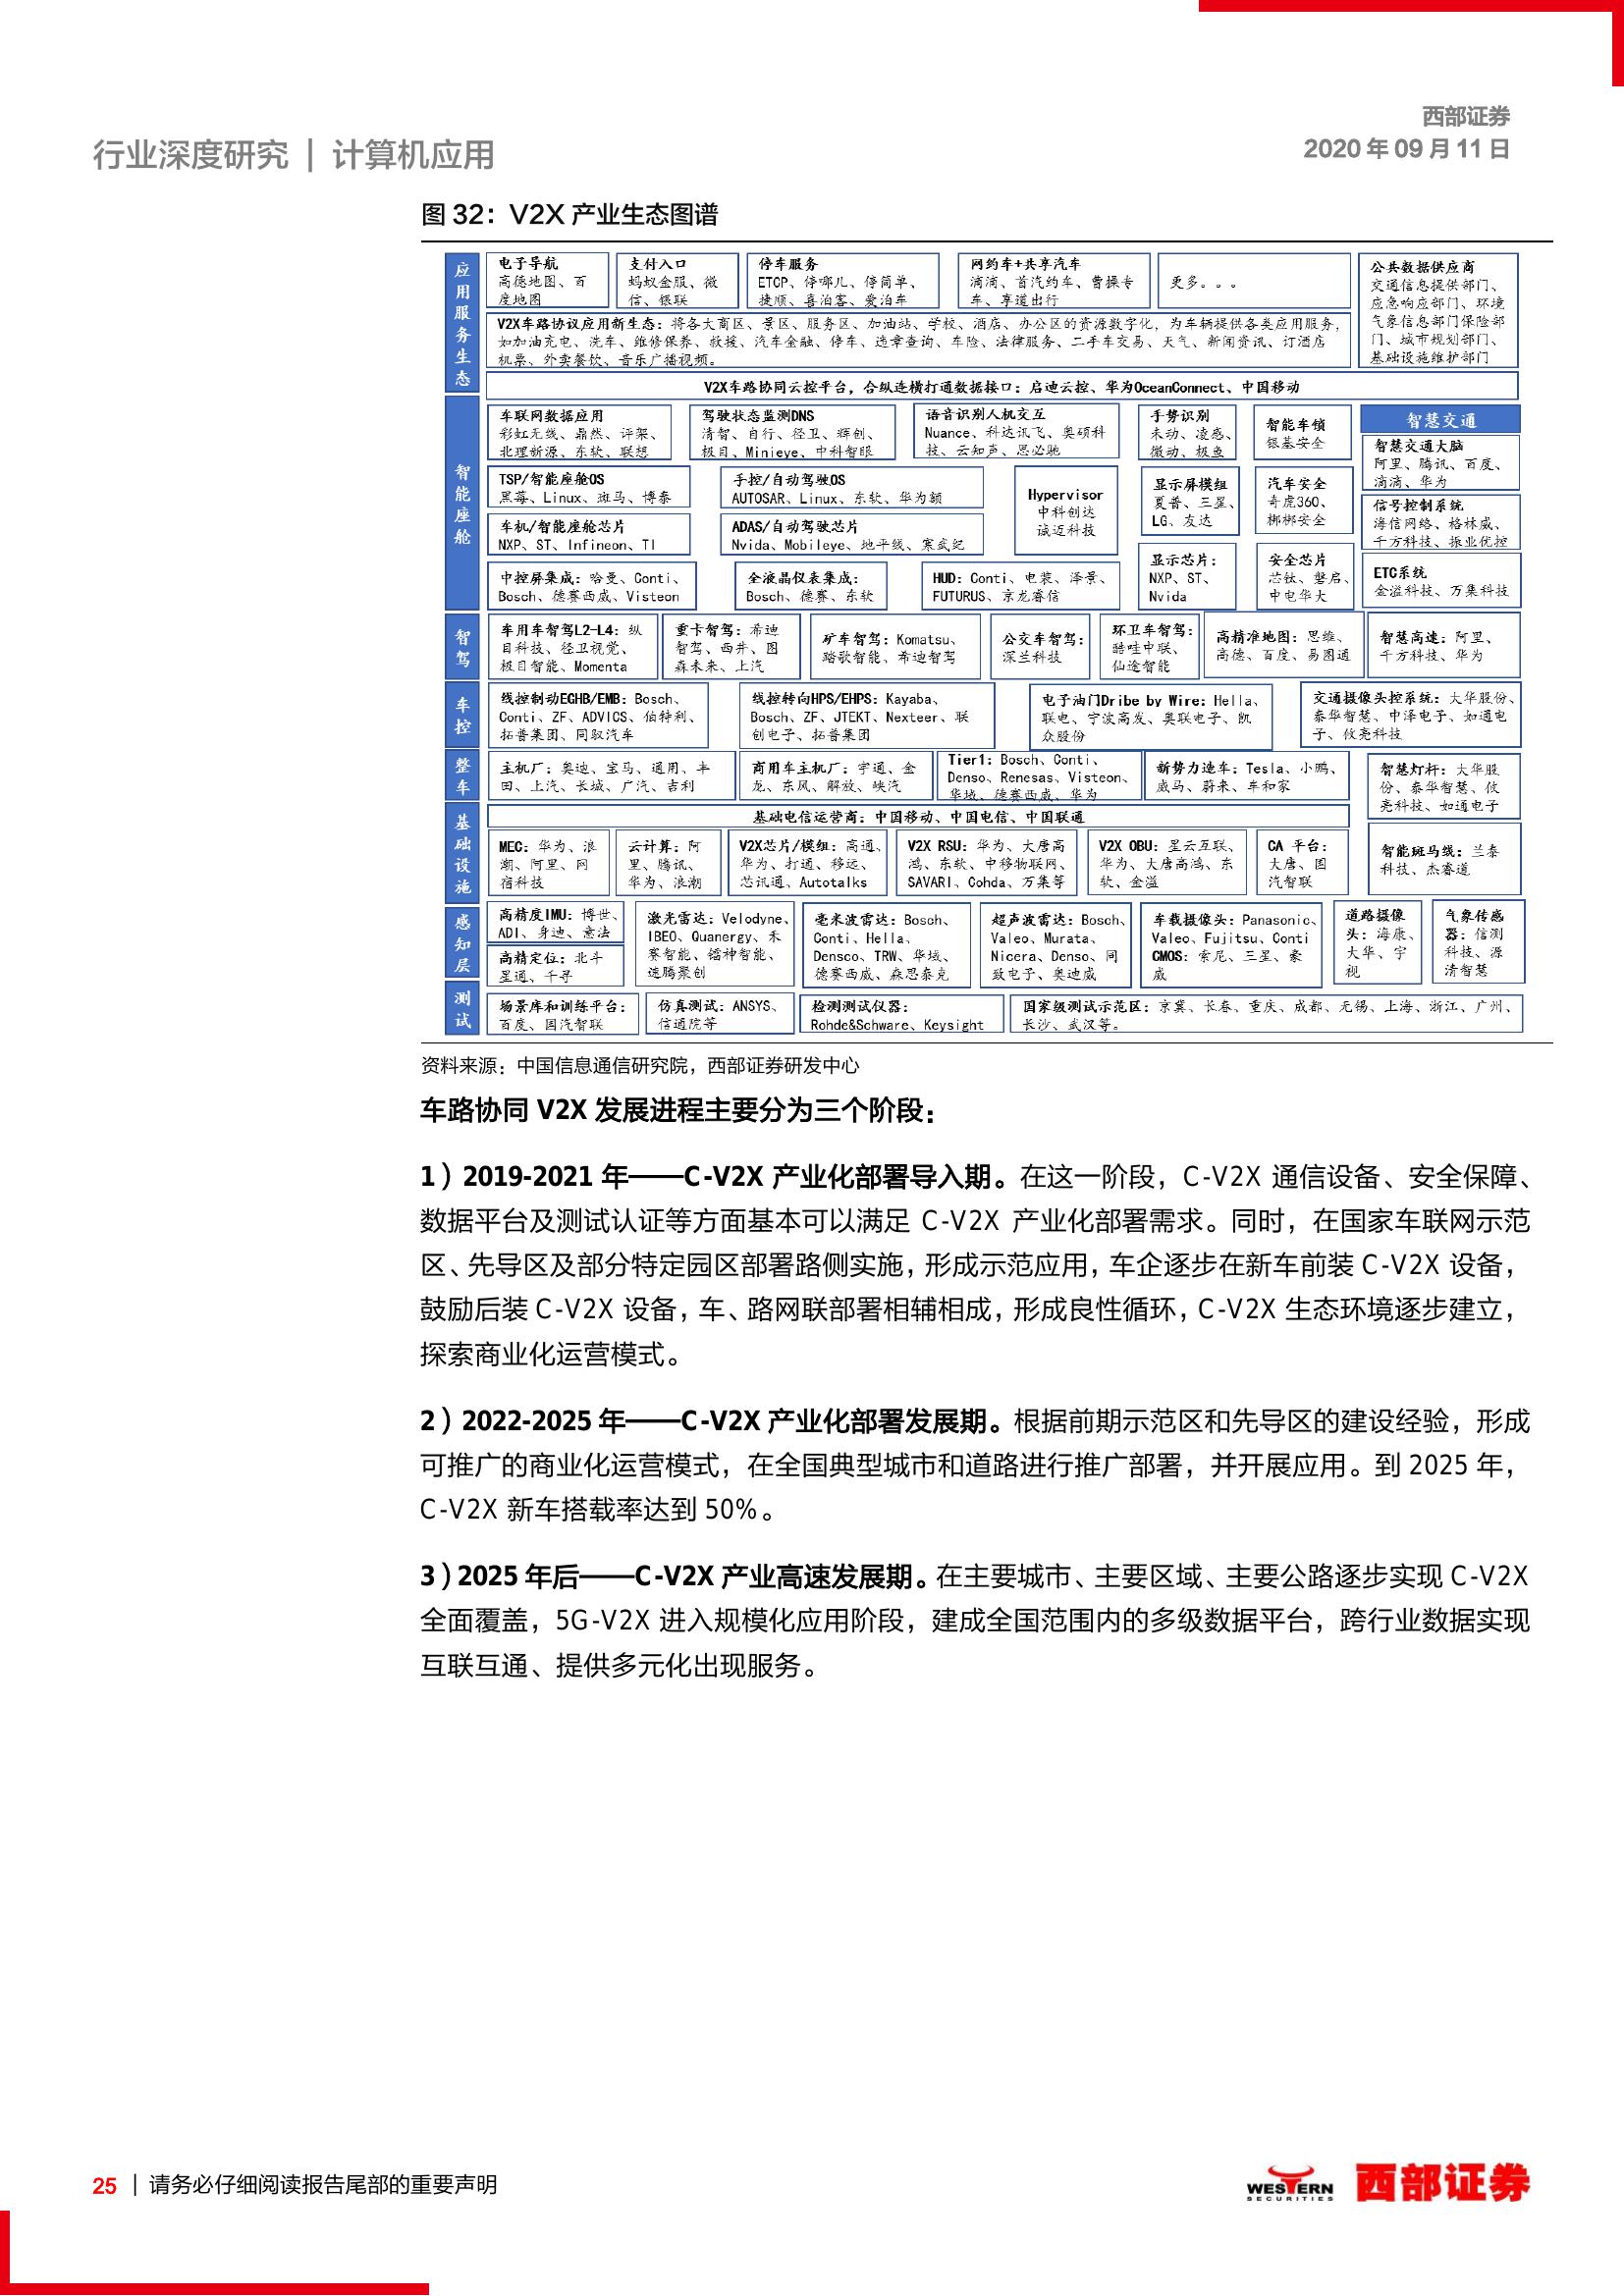 西部证券
行业深度研究 | 计算机应用
2020 年 09 月 11 日
图 32：V2X 产业生态图谱
应用服务生态
电子导航
高德地图、百
度地图
支付入口
蚂蚁金服、微
信、银联
停车服务
ETCP、停哪儿、停简单、
捷顺、喜泊客、爱泊车
网约车+共享汽车
滴滴、首汽约车、曹操专
车、享道出行
更多。。。
公共数据供应商
交通信息提供部门、
应急响应部门、环境
气象信息部门保险部
门、城市规划部门、
基础设施维护部门
V2X车路协议应用新生态：将各大商区、景区、服务区、加油站、学校、酒店、办公区的资源数字化，为车辆提供各类应用服务，
如加油充电、洗车、维修保养、救援、汽车金融、停车、违章查询、车险、法律服务、二手车交易、天气、新闻资讯、订酒店
机票、外卖餐饮、音乐广播视频。
V2X车路协同云控平台，合纵连横打通数据接口：启迪云控、华为OceanConnect、中国移动
智能座舱
车联网数据应用
彩虹无线、鼎然、评驾、
北理新源、东软、联想
驾驶状态监测DNS
清智、自行、径卫、辉创、
极目、Minieye、中科智眼
语音识别人机交互
Nuance、科达讯飞、奥硕科
技、云知声、思必驰
手势识别
未动、凌感、
微动、极鱼
智能车锁
银基安全
智慧交通
智慧交通大脑
阿里、腾讯、百度、
滴滴、华为
TSP/智能座舱OS
黑莓、Linux、斑马、博泰
手控/自动驾驶OS
AUTOSAR、Linux、东软、华为颖
Hypervisor
中科创达
诚迈科技
显示屏模组
夏普、三星、
LG、友达
汽车安全
奇虎360、
梆梆安全
信号控制系统
海信网络、格林威、
千方科技、振业优控
车机/智能座舱芯片
NXP、ST、Infineon、TI
ADAS/自动驾驶芯片
Nvida、Mobileye、地平线、寒武纪
显示芯片：
NXP、ST、
Nvida
安全芯片
芯钛、磐启、
中电华大
ETC系统
金溢科技、万集科技
中控屏集成：哈曼、Conti、
Bosch、德赛西威、Visteon
全液晶仪表集成：
Bosch、德赛、东软
HUD：Conti、电装、泽景、
FUTURUS、京龙睿信
智驾
车用车智驾L2-L4：纵
目科技、径卫视觉、
极目智能、Momenta
重卡智驾：希迪
智驾、西井、图
森未来、上汽
矿车智驾：Komatsu、
踏歌智能、希迪智驾
公交车智驾：
深兰科技
环卫车智驾：
酷哇中联、
仙途智能
高精准地图：思维、
高德、百度、易图通
智慧高速：阿里、
千方科技、华为
车控
线控制动EGHB/EMB：Bosch、
Conti、ZF、ADVICS、伯特利、
拓普集团、同驭汽车
线控转向HPS/EHPS：Kayaba、
Bosch、ZF、JTEKT、Nexteer、联
创电子、拓普集团
电子油门Dribe by Wire：Hella、
联电、宁波高发、奥联电子、凯
众股份
交通摄像头控系统：大华股份、
泰华智慧、中泽电子、如通电
子、攸亮科技
整车
主机厂：奥迪、宝马、通用、丰
田、上汽、长城、广汽、吉利
商用车主机厂：宇通、金
龙、东风、解放、陕汽
Tier1：Bosch、Conti、
Denso、Renesas、Visteon、
华域、德赛西威、华为
新势力造车：Tesla、小鹏、
威马、蔚来、车和家
智慧灯杆：大华股
份、泰华智慧、攸
亮科技、如通电子
基础设施
基础电信运营商：中国移动、中国电信、中国联通
MEC：华为、浪
潮、阿里、网
宿科技
云计算：阿
里、腾讯、
华为、浪潮
V2X芯片/模组：高通、
华为、打通、移远、
芯讯通、Autotalks
V2X RSU：华为、大唐高
鸿、东软、中移物联网、
SAVARI、Cohda、万集等
V2X OBU：星云互联、
华为、大唐高鸿、东
软、金溢
CA 平台：
大唐、国
汽智联
智能斑马线：兰泰
科技、杰睿道
感知层
高精度IMU：博世、
ADI、身迪、意法
高精定位：北斗
星通、千寻
激光雷达：Velodyne、
IBEO、Quanergy、禾
赛智能、镭神智能、
速腾聚创
毫米波雷达：Bosch、
Conti、Hella、
Densco、TRW、华域、
德赛西威、森思泰克
超声波雷达：Bosch、
Valeo、Murata、
Nicera、Denso、同
致电子、奥迪威
车载摄像头：Panasonic、
Valeo、Fujitsu、Conti
CMOS：索尼、三星、豪
威
道路摄像
头：海康、
大华、宇
视
气象传感
器：信测
科技、源
清智慧
测试
场景库和训练平台：
百度、国汽智联
仿真测试：ANSYS、
信通院等
检测测试仪器：
Rohde&Schware、Keysight
国家级测试示范区：京冀、长春、重庆、成都、无锡、上海、浙江、广州、
长沙、武汉等。
资料来源：中国信息通信研究院，西部证券研发中心
车路协同 V2X 发展进程主要分为三个阶段：
1）2019-2021 年——C-V2X 产业化部署导入期。在这一阶段，C-V2X 通信设备、安全保障、
数据平台及测试认证等方面基本可以满足 C-V2X 产业化部署需求。同时，在国家车联网示范
区、先导区及部分特定园区部署路侧实施，形成示范应用，车企逐步在新车前装 C-V2X 设备，
鼓励后装 C-V2X 设备，车、路网联部署相辅相成，形成良性循环，C-V2X 生态环境逐步建立，
探索商业化运营模式。
2）2022-2025 年——C-V2X 产业化部署发展期。根据前期示范区和先导区的建设经验，形成
可推广的商业化运营模式，在全国典型城市和道路进行推广部署，并开展应用。到 2025 年，
C-V2X 新车搭载率达到 50%。
3）2025 年后——C-V2X 产业高速发展期。在主要城市、主要区域、主要公路逐步实现 C-V2X
全面覆盖，5G-V2X 进入规模化应用阶段，建成全国范围内的多级数据平台，跨行业数据实现
互联互通、提供多元化出现服务。
25 | 请务必仔细阅读报告尾部的重要声明
WESTERN
SECURITIES
西部证券